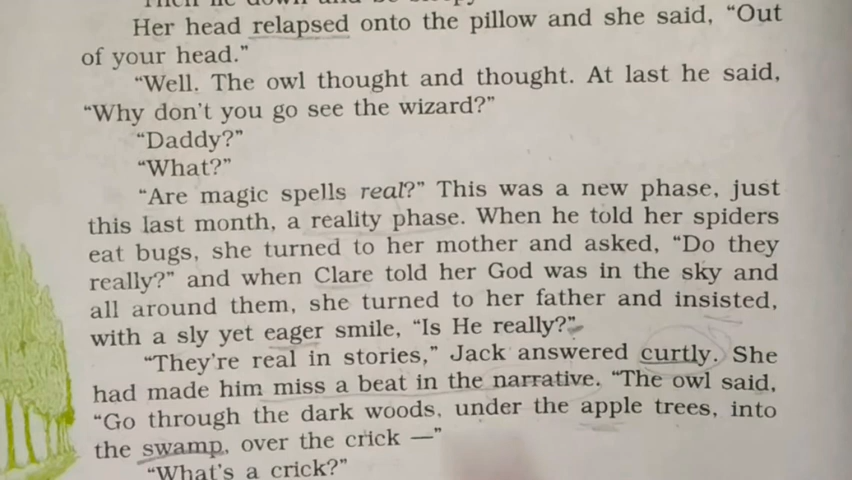 Her head relapsed onto the pillow and she said, “Out
of your head.”
“Well. The owl thought and thought. At last he said,
“Why don’t you go see the wizard?”
“Daddy?”
“What?”
“Are magic spells real?” This was a new phase, just
this last month, a reality phase. When he told her spiders
eat bugs, she turned to her mother and asked, “Do they
really?” and when Clare told her God was in the sky and
all around them, she turned to her father and insisted,
with a sly yet eager smile, “Is He really?”
“They’re real in stories,” Jack answered curtly. She
had made him miss a beat in the narrative. “The owl said,
“Go through the dark woods, under the apple trees, into
the swamp, over the crick —”
“What’s a crick?”